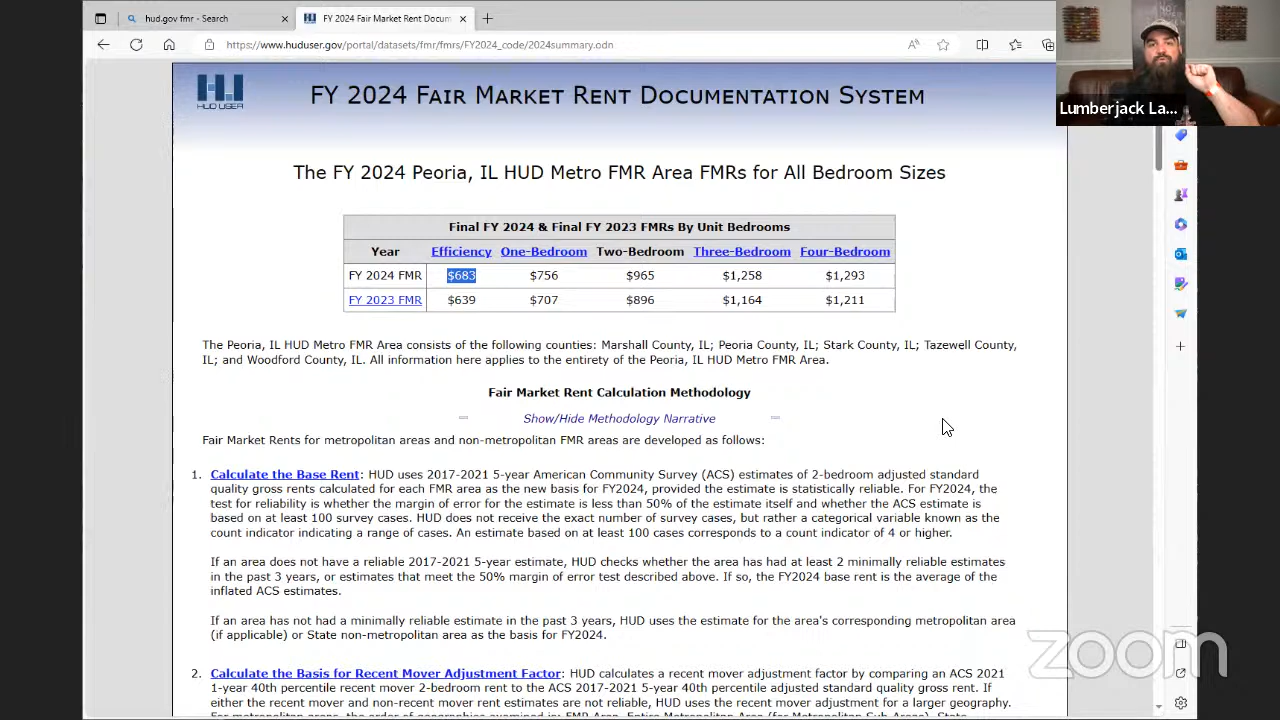 hud.gov fmr - Search
FY 2024 Fair Market Rent Docum
https://www.huduser.gov/portal/datasets/fmr/fmrs/FY2024_code/2024summary.odn
Lumberjack La...
HUD USER
FY 2024 FAIR MARKET RENT DOCUMENTATION SYSTEM
The FY 2024 Peoria, IL HUD Metro FMR Area FMRs for All Bedroom Sizes
Final FY 2024 & Final FY 2023 FMRs By Unit Bedrooms
Year Efficiency One-Bedroom Two-Bedroom Three-Bedroom Four-Bedroom
FY 2024 FMR $683 $756 $965 $1,258 $1,293
FY 2023 FMR $639 $707 $896 $1,164 $1,211
The Peoria, IL HUD Metro FMR Area consists of the following counties: Marshall County, IL; Peoria County, IL; Stark County, IL; Tazewell County,
IL; and Woodford County, IL. All information here applies to the entirety of the Peoria, IL HUD Metro FMR Area.
Fair Market Rent Calculation Methodology
Show/Hide Methodology Narrative
Fair Market Rents for metropolitan areas and non-metropolitan FMR areas are developed as follows:
1. Calculate the Base Rent: HUD uses 2017-2021 5-year American Community Survey (ACS) estimates of 2-bedroom adjusted standard
quality gross rents calculated for each FMR area as the new basis for FY2024, provided the estimate is statistically reliable. For FY2024, the
test for reliability is whether the margin of error for the estimate is less than 50% of the estimate itself and whether the ACS estimate is
based on at least 100 survey cases. HUD does not receive the exact number of survey cases, but rather a categorical variable known as the
count indicator indicating a range of cases. An estimate based on at least 100 cases corresponds to a count indicator of 4 or higher.
If an area does not have a reliable 2017-2021 5-year estimate, HUD checks whether the area has had at least 2 minimally reliable estimates
in the past 3 years, or estimates that meet the 50% margin of error test described above. If so, the FY2024 base rent is the average of the
inflated ACS estimates.
If an area has not had a minimally reliable estimate in the past 3 years, HUD uses the estimate for the area's corresponding metropolitan area
(if applicable) or State non-metropolitan area as the basis for FY2024.
zoom
2. Calculate the Basis for Recent Mover Adjustment Factor: HUD calculates a recent mover adjustment factor by comparing an ACS 2021
1-year 40th percentile recent mover 2-bedroom rent to the ACS 2017-2021 5-year 40th percentile adjusted standard quality gross rent. If
either the recent mover and non-recent mover rent estimates are not reliable, HUD uses the recent mover adjustment for a larger geography.
For metropolitan areas, the order of geographies examined is: FMR Area, Entire Metropolitan Area (for Metropolitan Sub-Areas), State